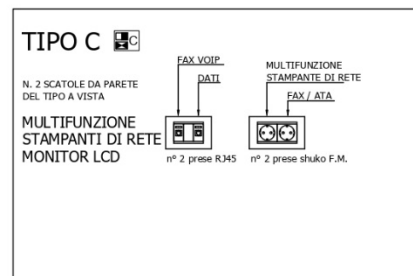 TIPO C C
FAX VOIP
DATI
MULTIFUNZIONE
STAMPANTE DI RETE
FAX / ATA
N. 2 SCATOLE DA PARETE
DEL TIPO A VISTA
MULTIFUNZIONE
STAMPANTI DI RETE
MONITOR LCD
n° 2 prese RJ45
n° 2 prese shuko F.M.